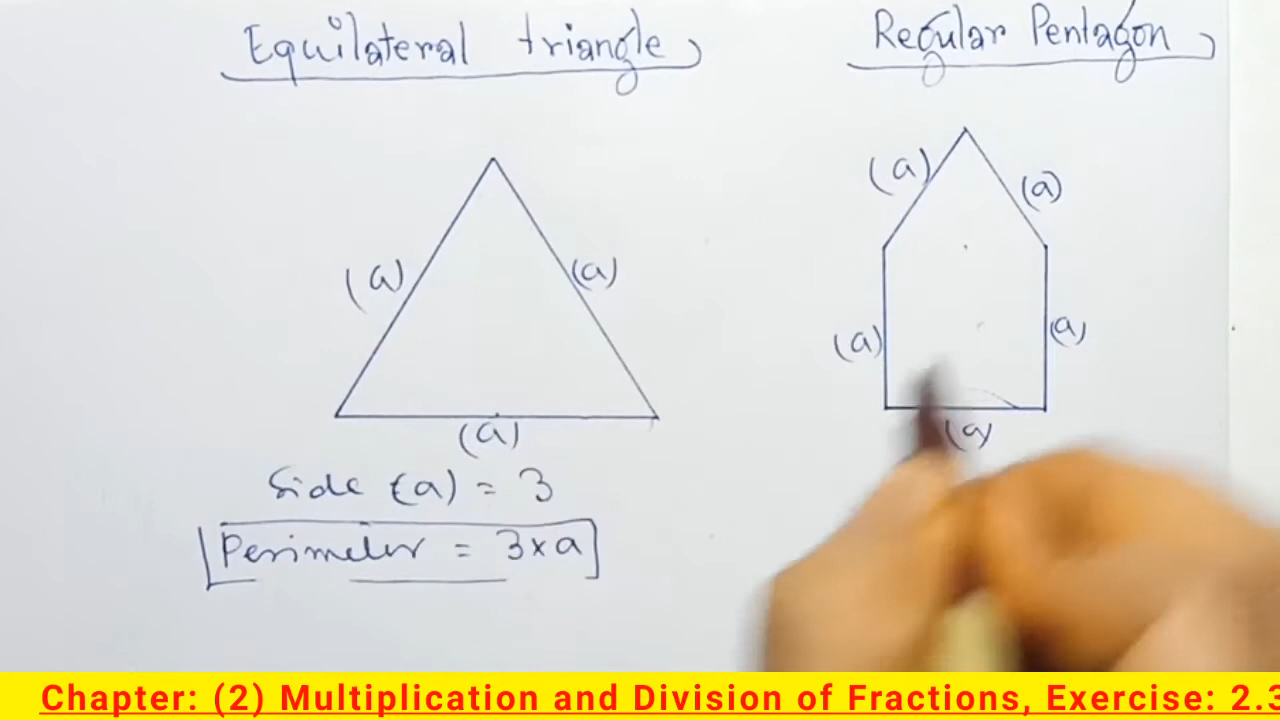 Equilateral triangle
Regular Pentagon
(a)
(a)
(a)
(a)
(a)
(a)
(a)
(a)
Side (a) = 3
Perimeter = 3×a
Chapter: (2) Multiplication and Division of Fractions, Exercise: 2.3